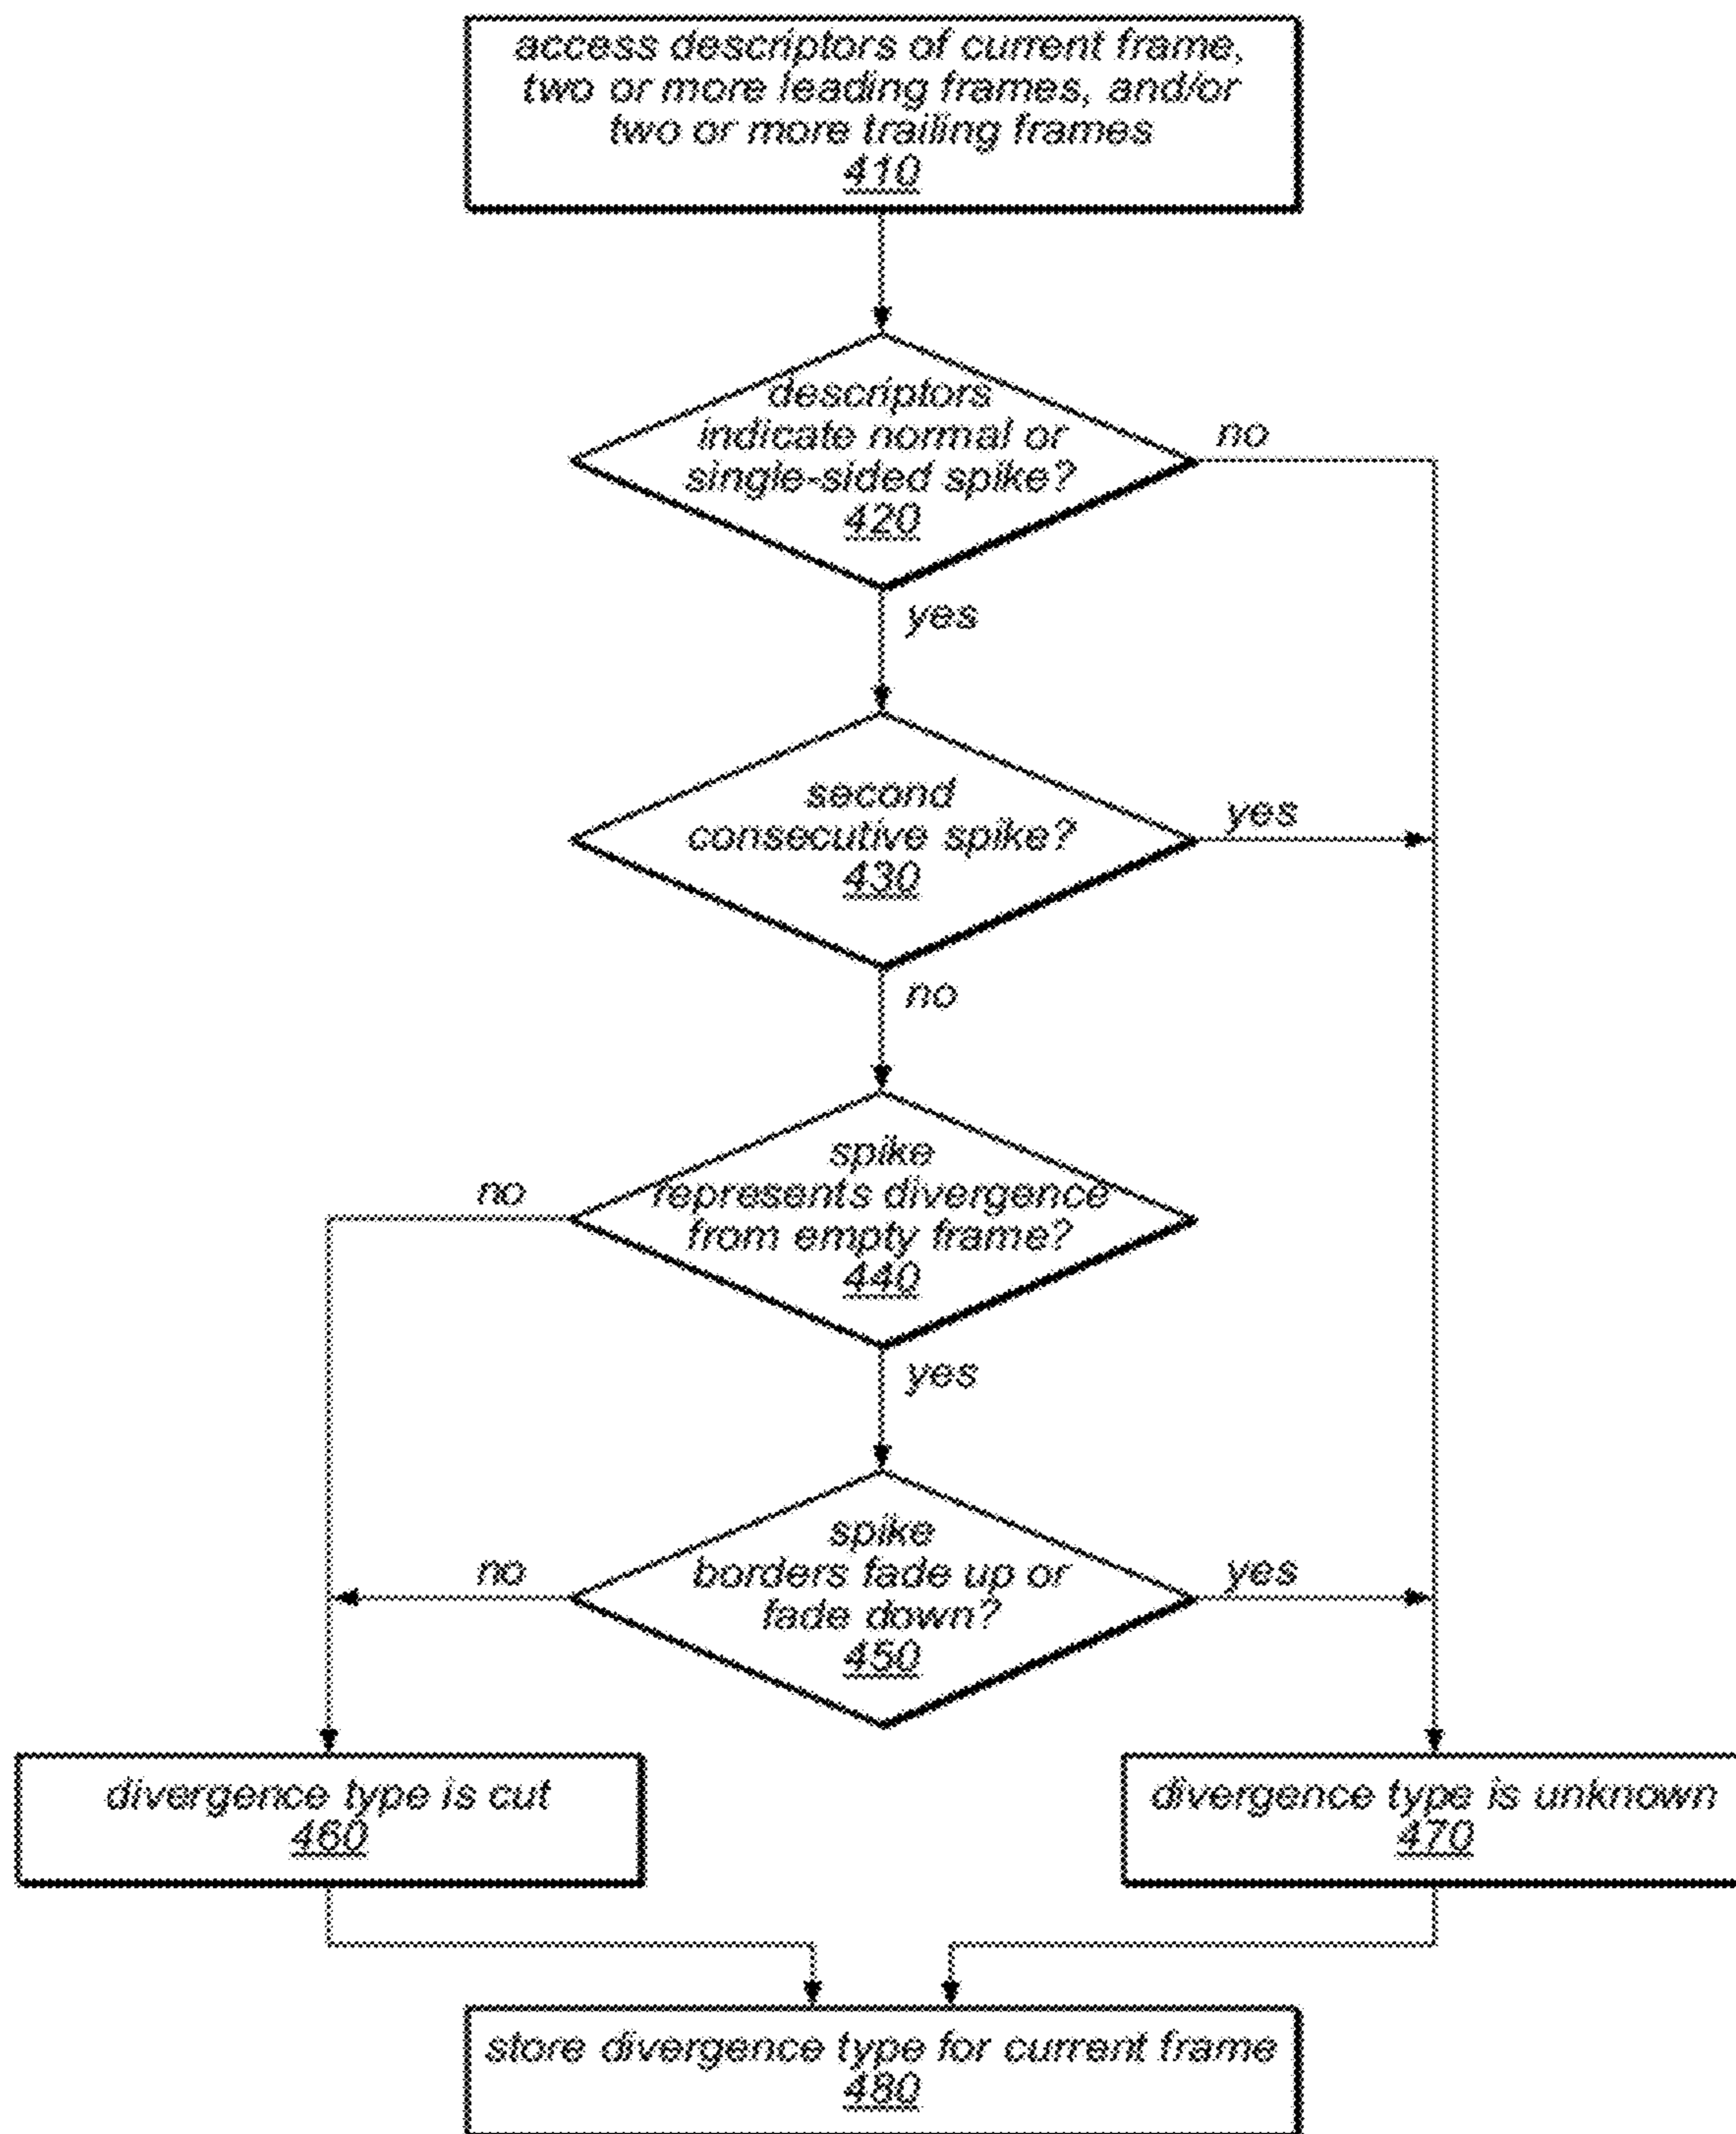 access descriptors of current frame,
two or more leading frames, and/or
two or more trailing frames
410
descriptors
indicate normal or
single-sided spike?
420
no
yes
second
consecutive spike?
430
yes
no
spike
represents divergence
from empty frame?
440
no
yes
spike
borders fade up or
fade down?
450
no
yes
divergence type is cut
460
divergence type is unknown
470
store divergence type for current frame
480